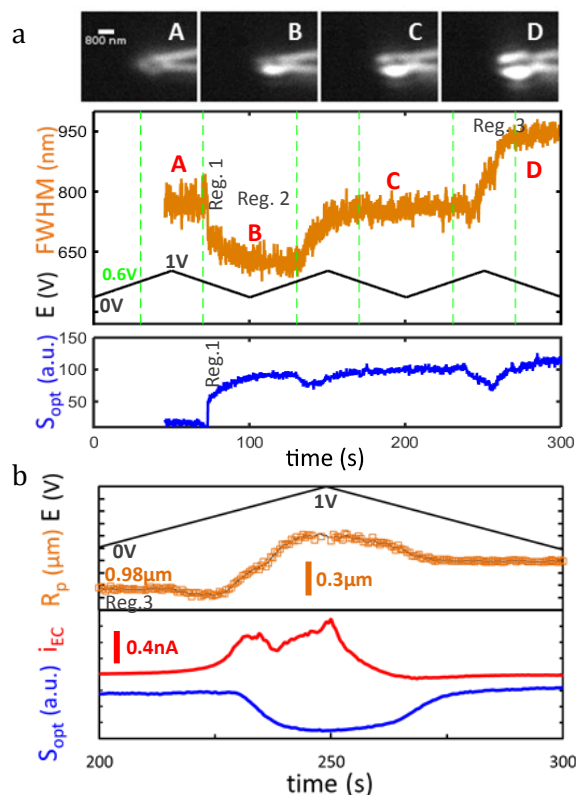 a
800 nm
A
B
C
D
950
800
650
FWHM (nm)
E (V)
A
Reg. 1
Reg. 2
B
C
Reg. 3
D
0.6V
1V
0V
150
100
50
S_opt (a.u.)
Reg.1
0
100
200
300
time (s)
b
E (V)
R_p (µm)
1V
0V
0.98µm
0.3µm
Reg.3
i_EC
0.4nA
S_opt (a.u.)
200
250
300
time (s)